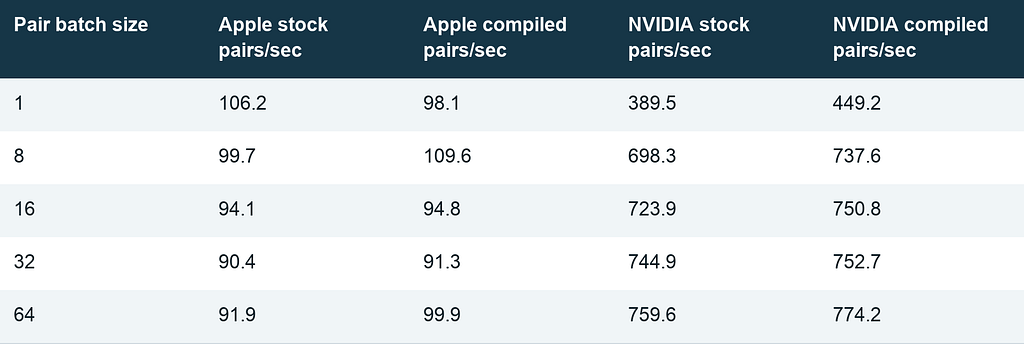 Pair batch size Apple stock pairs/sec Apple compiled pairs/sec NVIDIA stock pairs/sec NVIDIA compiled pairs/sec
1 106.2 98.1 389.5 449.2
8 99.7 109.6 698.3 737.6
16 94.1 94.8 723.9 750.8
32 90.4 91.3 744.9 752.7
64 91.9 99.9 759.6 774.2